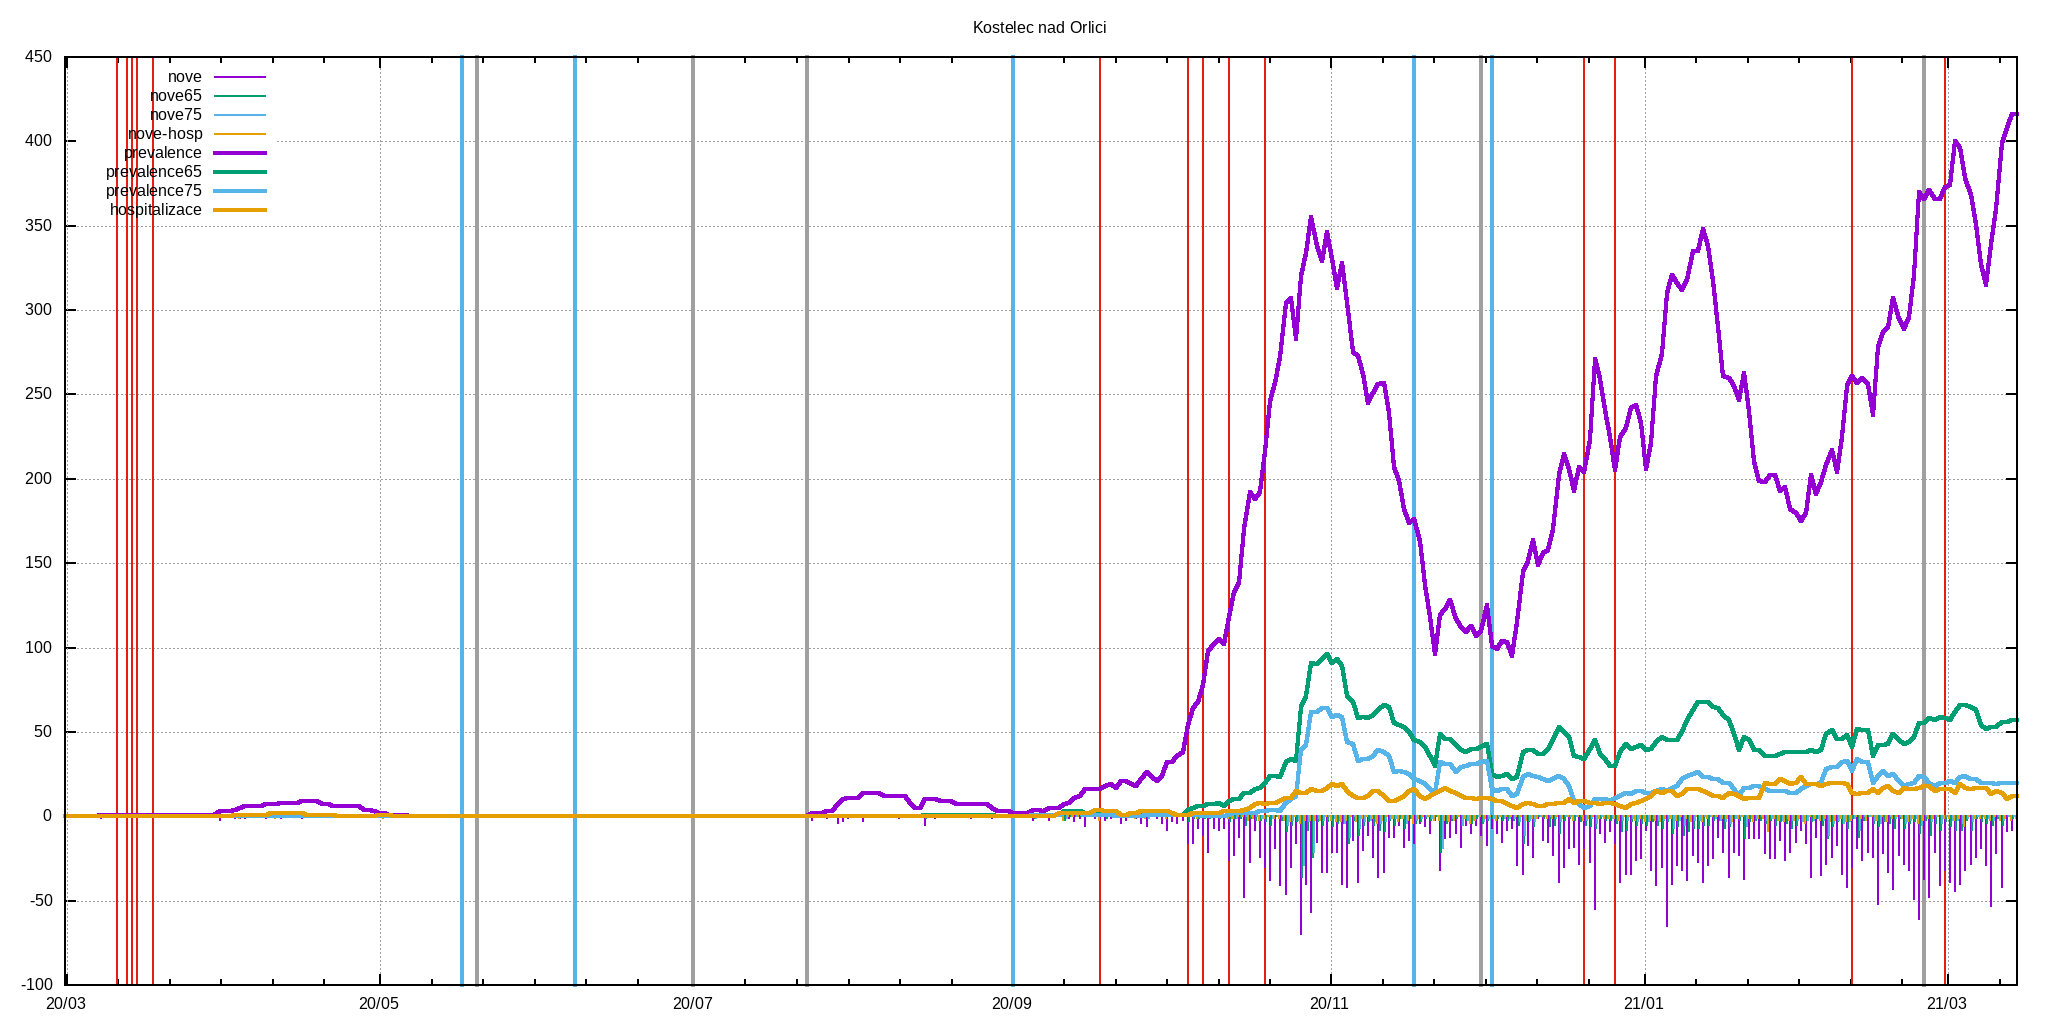 Kostelec nad Orlici
450
400
350
300
250
200
150
100
50
0
-50
-100
nove
nove65
nove75
nove-hosp
prevalence
prevalence65
prevalence75
hospitalizace
20/03 20/05 20/07 20/09 20/11 21/01 21/03